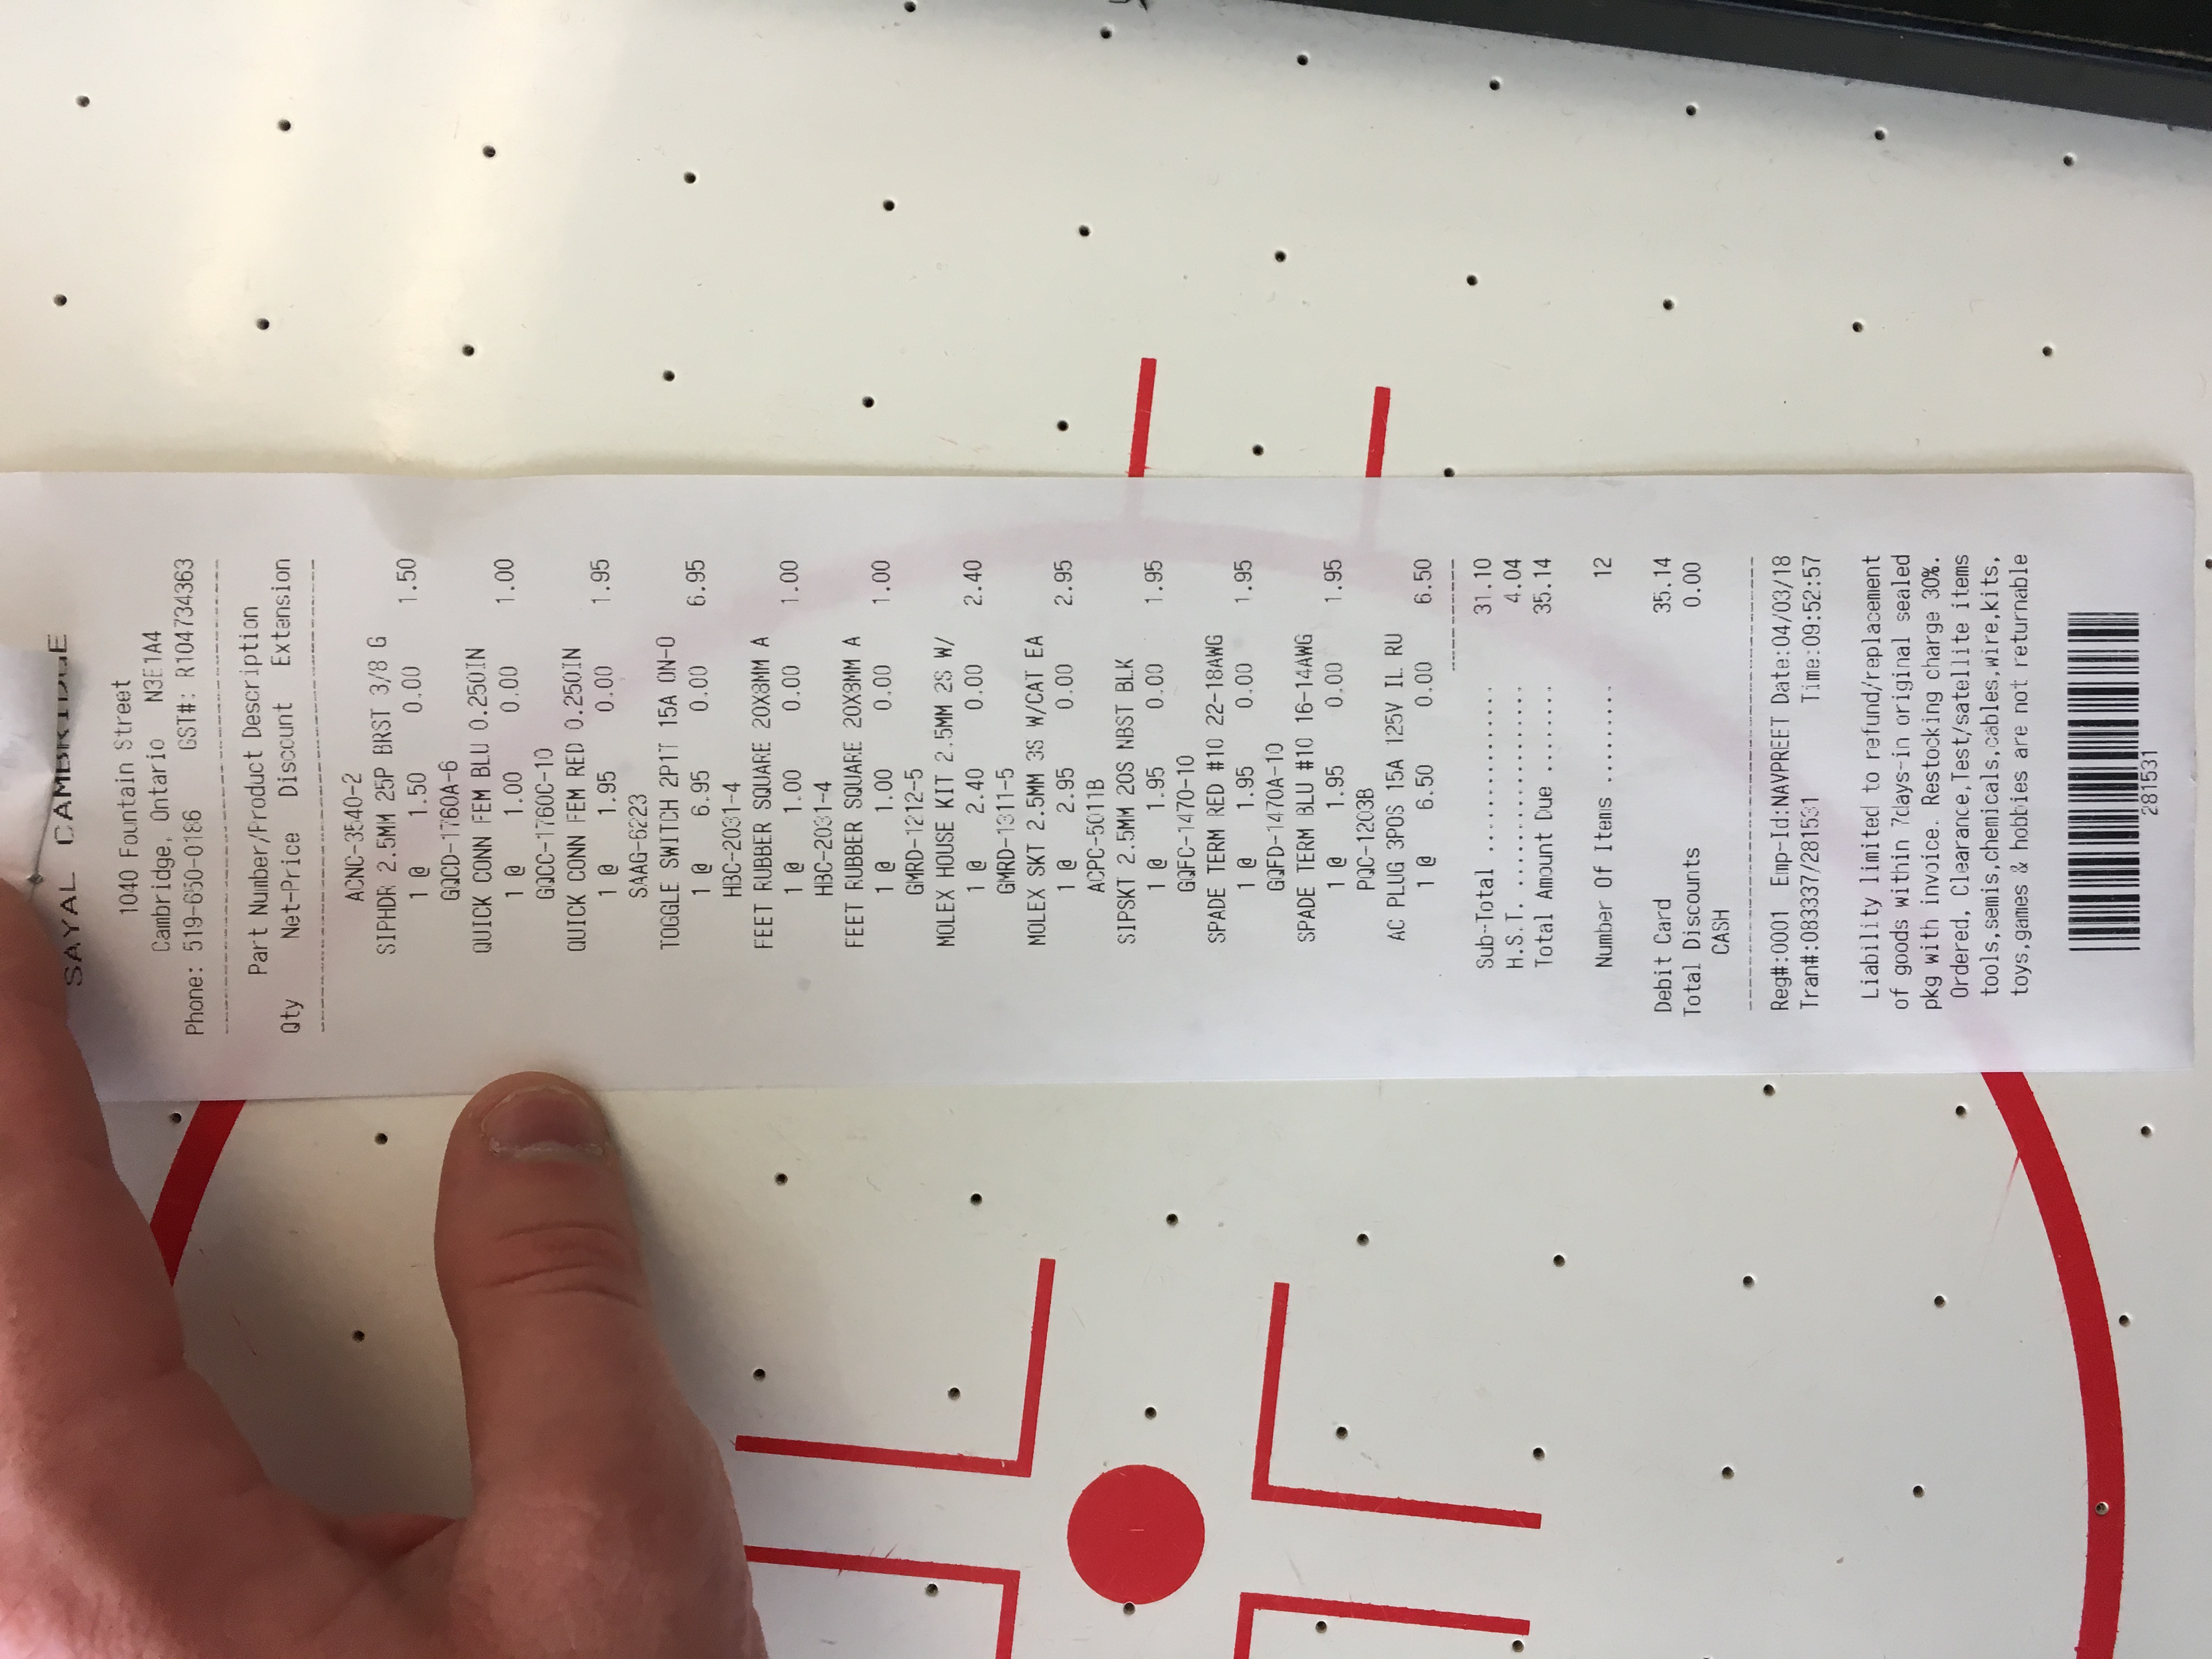 SAYAL CAMBRIDGE
1040 Fountain Street
Cambridge, Ontario N3E1A4
Phone: 519-650-0186 GST#: R104734363
Part Number/Product Description
Qty Net-Price Discount Extension
ACNC-3540-2
SIPHDR 2.5MM 25P BRST 3/8 G
1 @ 1.50 0.00 1.50
GQCD-1760A-6
QUICK CONN FEM BLU 0.250IN
1 @ 1.00 0.00 1.00
GQCC-1760C-10
QUICK CONN FEM RED 0.250IN
1 @ 1.95 0.00 1.95
SAAG-6223
TOGGLE SWITCH 2P1T 15A ON-O
1 @ 6.95 0.00 6.95
HBC-2031-4
FEET RUBBER SQUARE 20X8MM A
1 @ 1.00 0.00 1.00
HBC-2031-4
FEET RUBBER SQUARE 20X8MM A
1 @ 1.00 0.00 1.00
GMRD-1212-5
MOLEX HOUSE KIT 2.5MM 2S W/
1 @ 2.40 0.00 2.40
GMRD-1311-5
MOLEX SKT 2.5MM 3S W/CAT EA
1 @ 2.95 0.00 2.95
ACPC-5011B
SIPSKT 2.5MM 20S NBST BLK
1 @ 1.95 0.00 1.95
GQFC-1470-10
SPADE TERM RED #10 22-18AWG
1 @ 1.95 0.00 1.95
GQFD-1470A-10
SPADE TERM BLU #10 16-14AWG
1 @ 1.95 0.00 1.95
PQC-1203B
AC PLUG 3POS 15A 125V IL RU
1 @ 6.50 0.00 6.50
Sub-Total ................ 31.10
H.S.T. ................... 4.04
Total Amount Due ........ 35.14
Number Of Items ......... 12
Debit Card 35.14
Total Discounts 0.00
CASH
Reg#:0001 Emp-Id:NAVPREET Date:04/03/18
Tran#:083337/281531 Time:09:52:57
Liability limited to refund/replacement
of goods within 7days-in original sealed
pkg with invoice. Restocking charge 30%.
Ordered, Clearance,Test/satellite items
tools,semis,chemicals,cables,wire,kits,
toys,games & hobbies are not returnable
281531